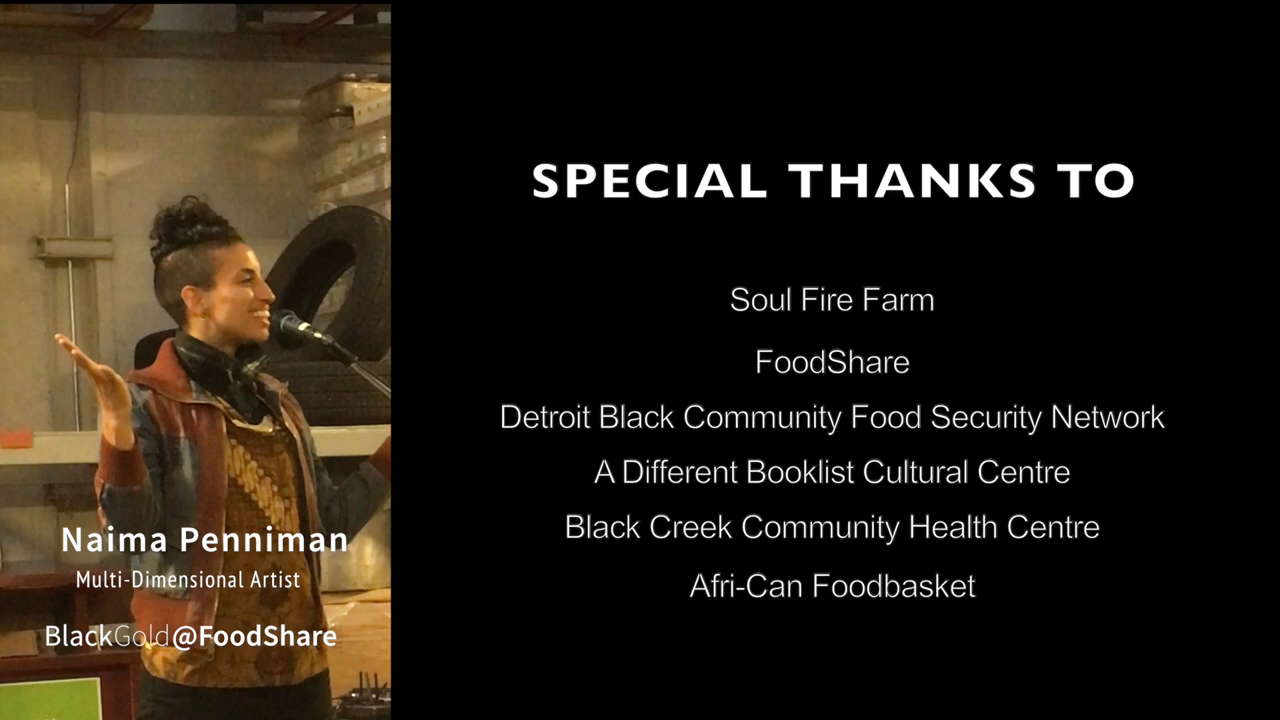 Naima Penniman
Multi-Dimensional Artist
BlackGold@FoodShare
SPECIAL THANKS TO
Soul Fire Farm
FoodShare
Detroit Black Community Food Security Network
A Different Booklist Cultural Centre
Black Creek Community Health Centre
Afri-Can Foodbasket